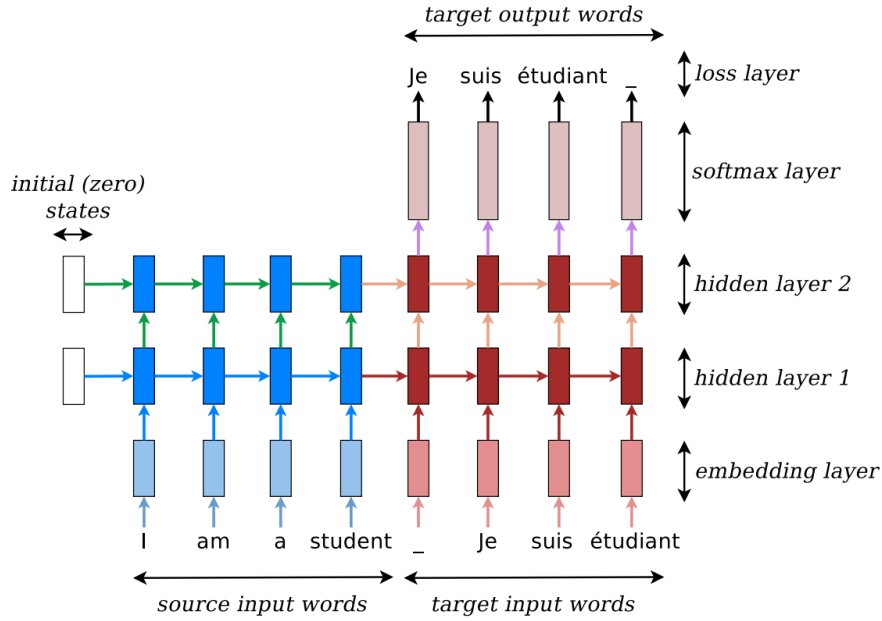 target output words
Je suis étudiant _
loss layer
softmax layer
initial (zero)
states
hidden layer 2
hidden layer 1
embedding layer
I am a student _ Je suis étudiant
source input words target input words